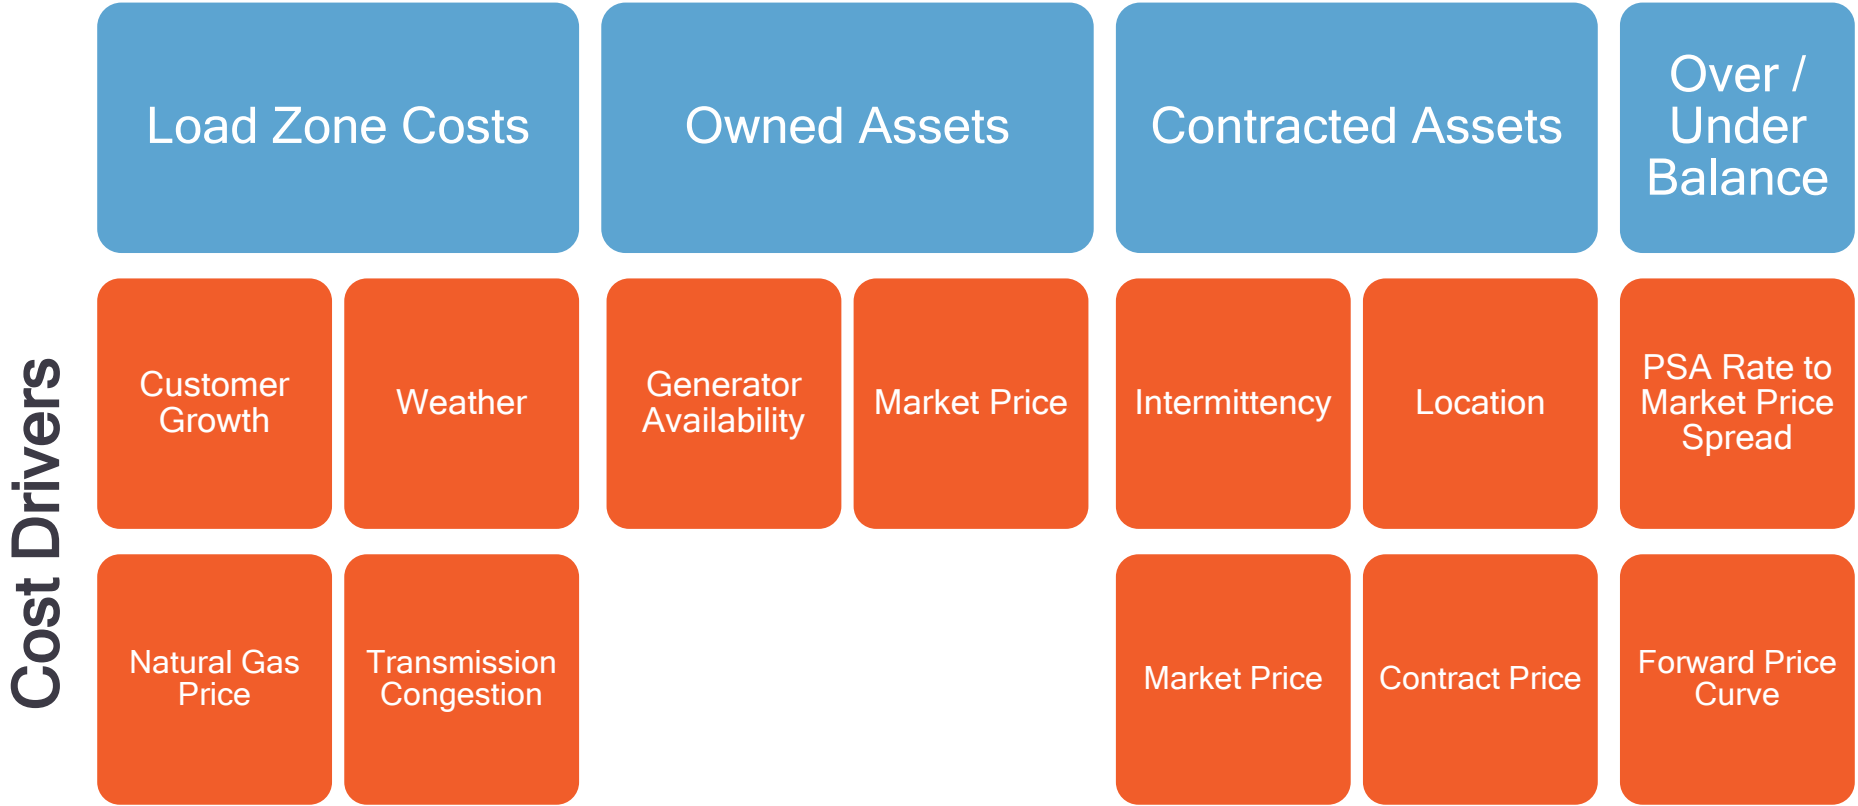 Load Zone Costs
Owned Assets
Contracted Assets
Over /
Under
Balance
Cost Drivers
Customer
Growth
Weather
Generator
Availability
Market Price
Intermittency
Location
PSA Rate to
Market Price
Spread
Natural Gas
Price
Transmission
Congestion
Market Price
Contract Price
Forward Price
Curve